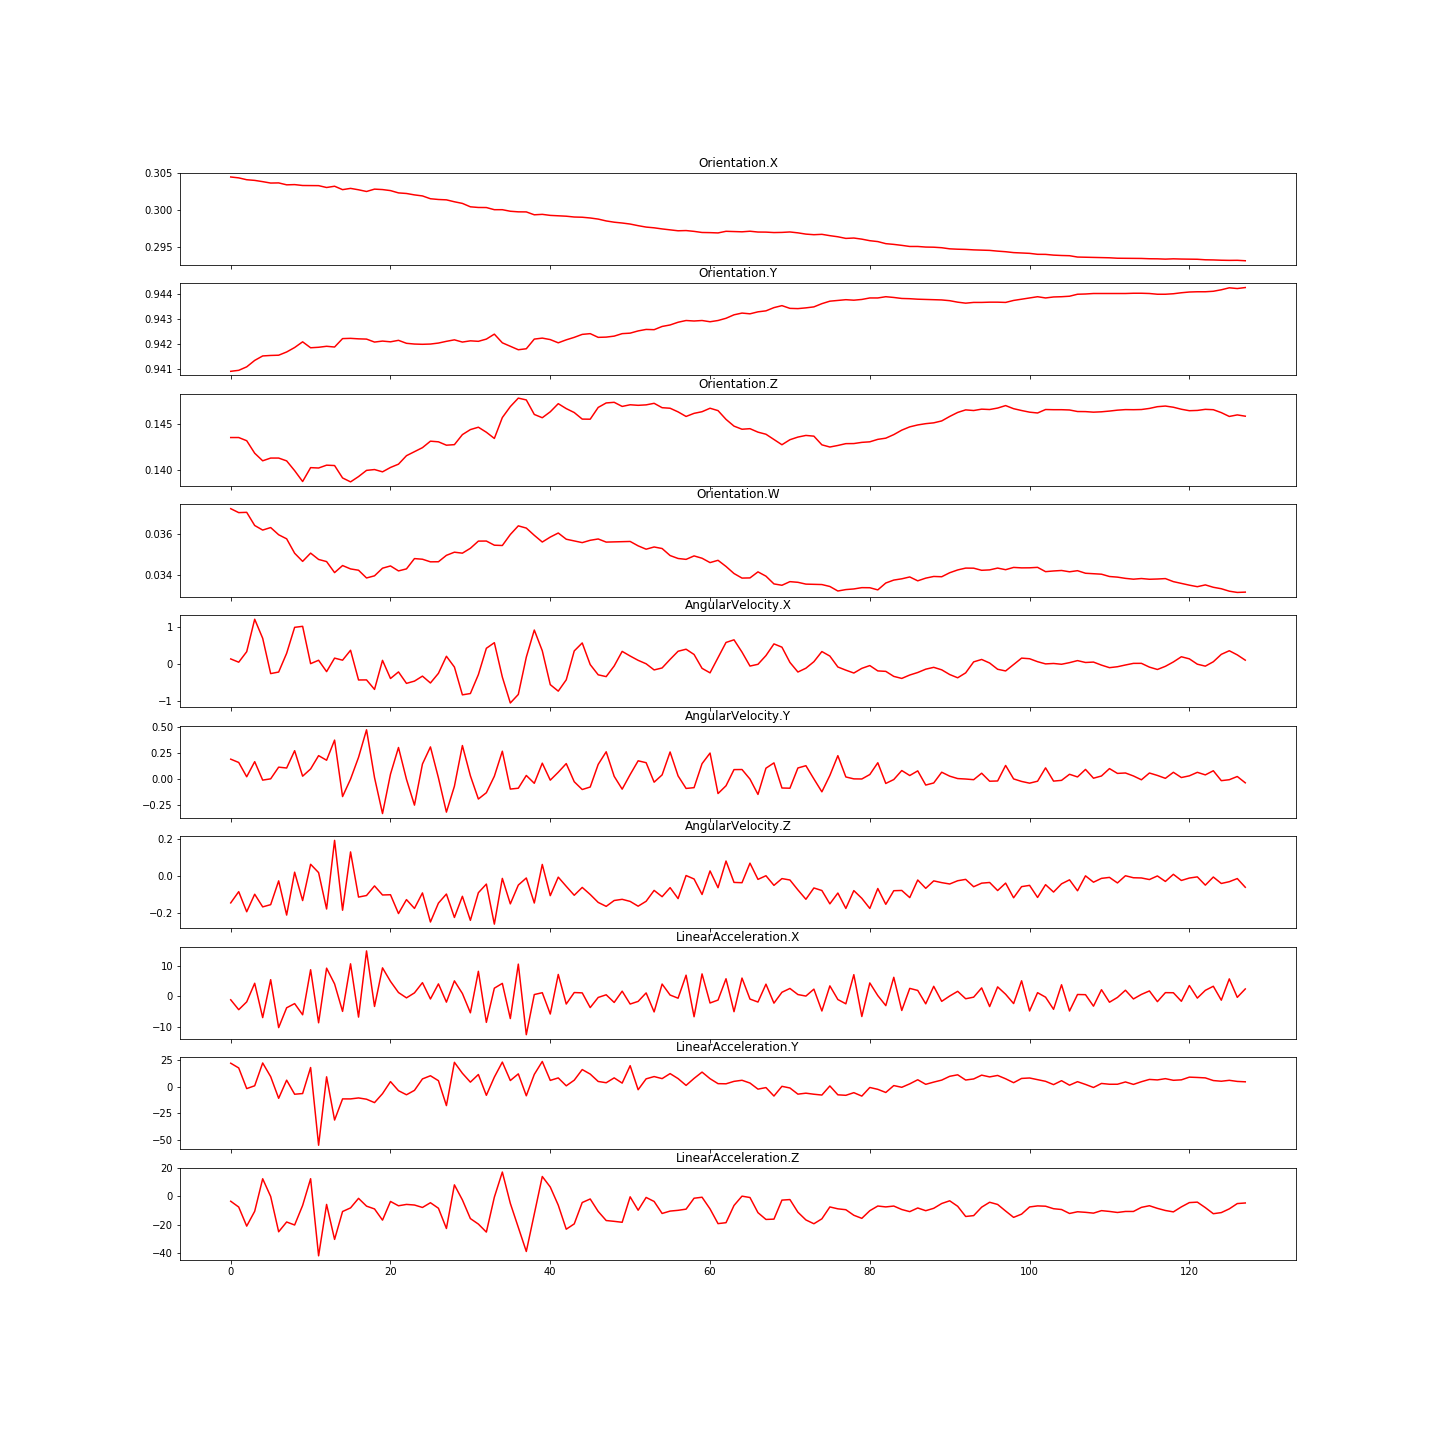 Orientation.X
0.305
0.300
0.295
Orientation.Y
0.944
0.943
0.942
0.941
Orientation.Z
0.145
0.140
Orientation.W
0.036
0.034
AngularVelocity.X
1
0
−1
AngularVelocity.Y
0.50
0.25
0.00
−0.25
AngularVelocity.Z
0.2
0.0
−0.2
LinearAcceleration.X
10
0
−10
LinearAcceleration.Y
25
0
−25
−50
LinearAcceleration.Z
20
0
−20
−40
0 20 40 60 80 100 120